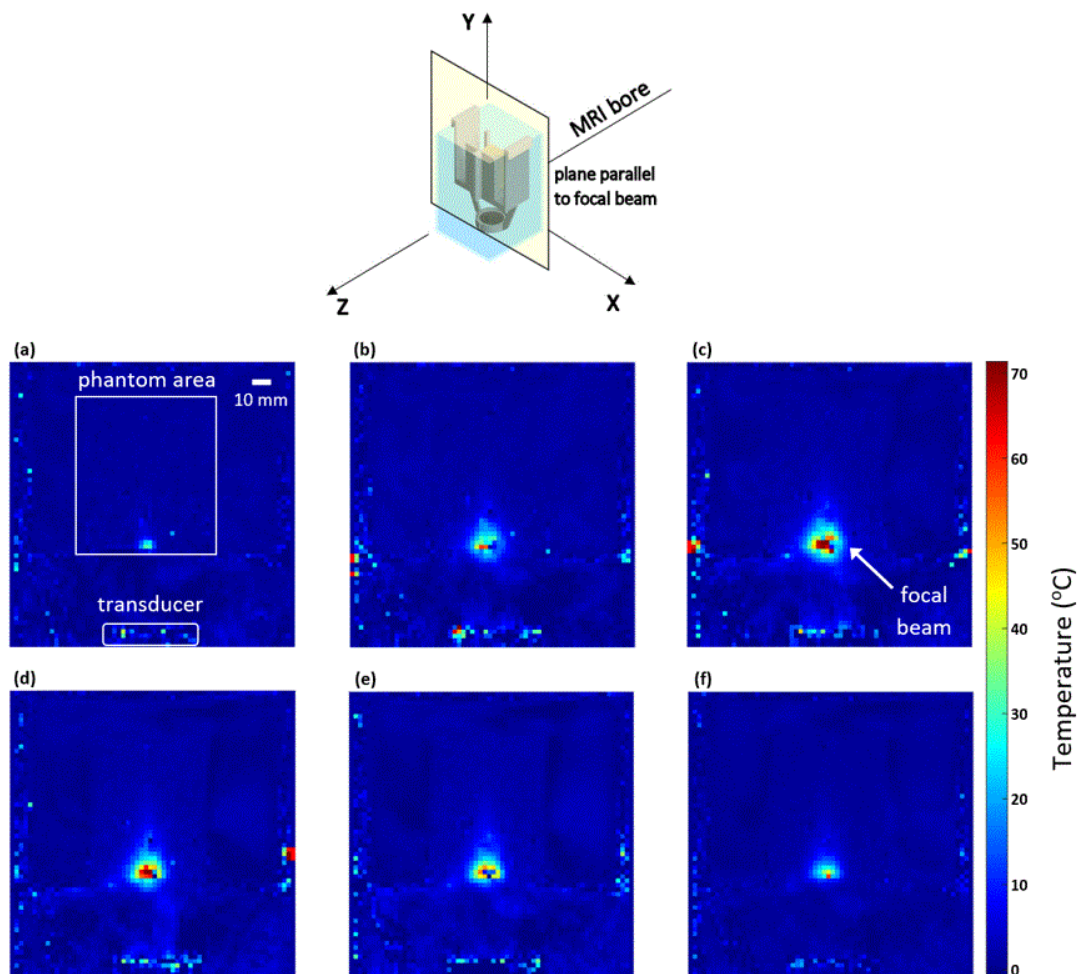 Y
MRI bore
plane parallel
to focal beam
Z
X
(a)
phantom area
10 mm
transducer
(b)
(c)
focal
beam
(d)
(e)
(f)
70
60
50
40
30
20
10
0
Temperature (°C)